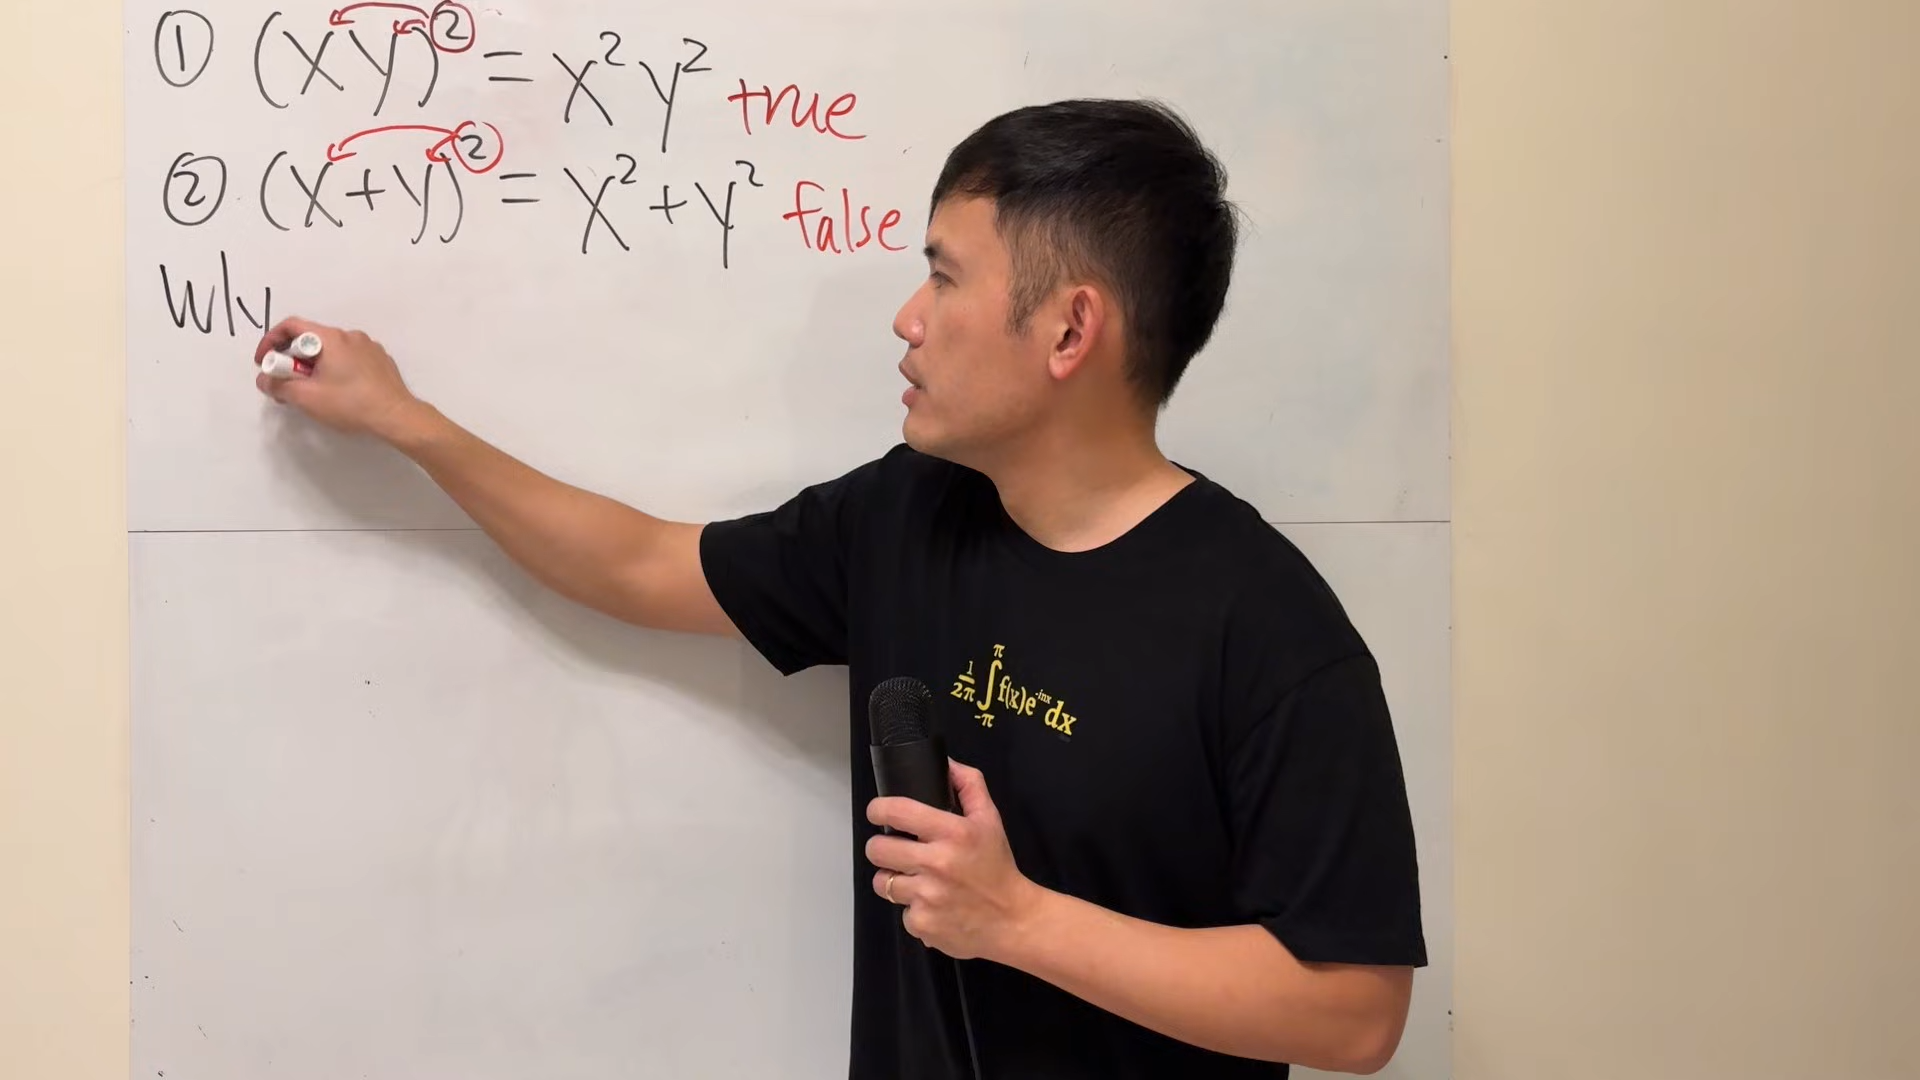 ① (xy)² = x²y² true
② (x+y)² = x²+y² false
Why
1/2π ∫_{-π}^{π} f(x)e^{-inx}dx